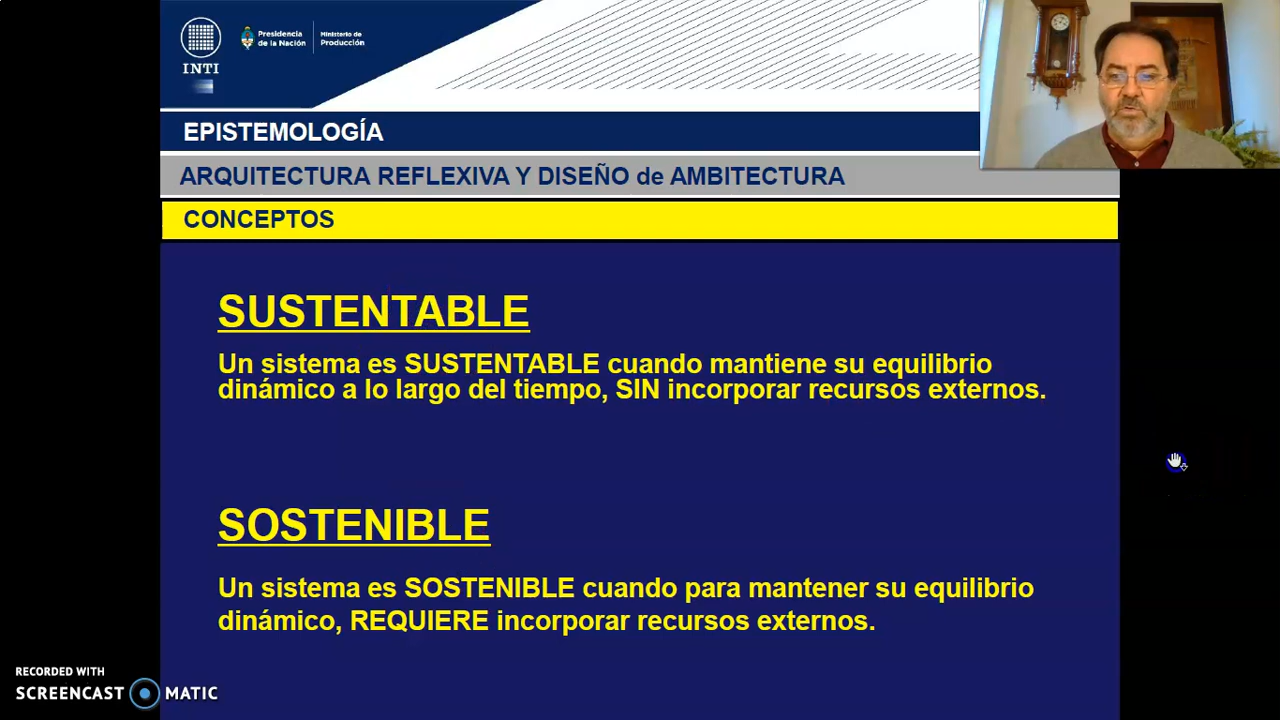 INTI
Presidencia
de la Nación
Ministerio de
Producción
EPISTEMOLOGÍA
ARQUITECTURA REFLEXIVA Y DISEÑO de AMBITECTURA
CONCEPTOS
SUSTENTABLE
Un sistema es SUSTENTABLE cuando mantiene su equilibrio
dinámico a lo largo del tiempo, SIN incorporar recursos externos.
SOSTENIBLE
Un sistema es SOSTENIBLE cuando para mantener su equilibrio
dinámico, REQUIERE incorporar recursos externos.
RECORDED WITH
SCREENCAST MATIC